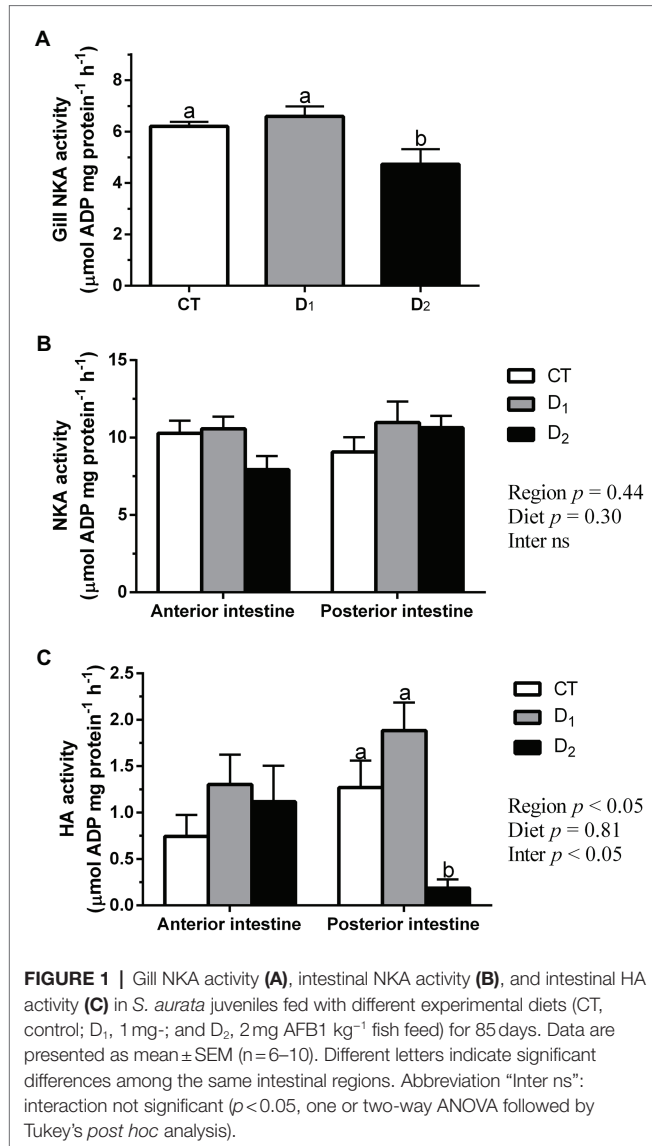 A
Gill NKA activity
(µmol ADP mg protein⁻¹ h⁻¹)
8
6
4
2
0
a
a
b
CT
D₁
D₂
B
NKA activity
(µmol ADP mg protein⁻¹ h⁻¹)
15
10
5
0
Anterior intestine
Posterior intestine
CT
D₁
D₂
Region p = 0.44
Diet p = 0.30
Inter ns
C
HA activity
(µmol ADP mg protein⁻¹ h⁻¹)
2.5
2.0
1.5
1.0
0.5
0.0
a
a
b
Anterior intestine
Posterior intestine
CT
D₁
D₂
Region p < 0.05
Diet p = 0.81
Inter p < 0.05
FIGURE 1 | Gill NKA activity (A), intestinal NKA activity (B), and intestinal HA
activity (C) in S. aurata juveniles fed with different experimental diets (CT,
control; D₁, 1 mg-; and D₂, 2 mg AFB1 kg⁻¹ fish feed) for 85 days. Data are
presented as mean ± SEM (n = 6–10). Different letters indicate significant
differences among the same intestinal regions. Abbreviation “Inter ns”:
interaction not significant (p < 0.05, one or two-way ANOVA followed by
Tukey’s post hoc analysis).